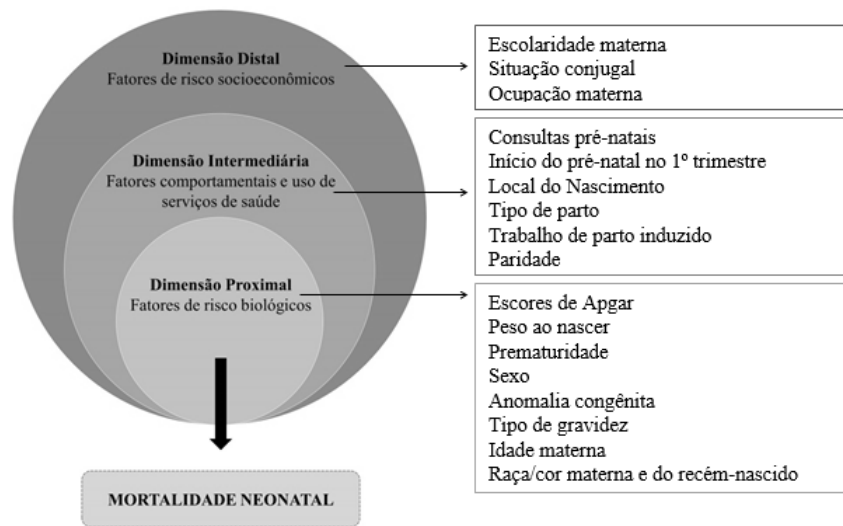 Dimensão Distal
Fatores de risco socioeconômicos
Escolaridade materna
Situação conjugal
Ocupação materna
Dimensão Intermediária
Fatores comportamentais e uso de
serviços de saúde
Consultas pré-natais
Início do pré-natal no 1º trimestre
Local do Nascimento
Tipo de parto
Trabalho de parto induzido
Paridade
Dimensão Proximal
Fatores de risco biológicos
Escores de Apgar
Peso ao nascer
Prematuridade
Sexo
Anomalia congênita
Tipo de gravidez
Idade materna
Raça/cor materna e do recém-nascido
MORTALIDADE NEONATAL